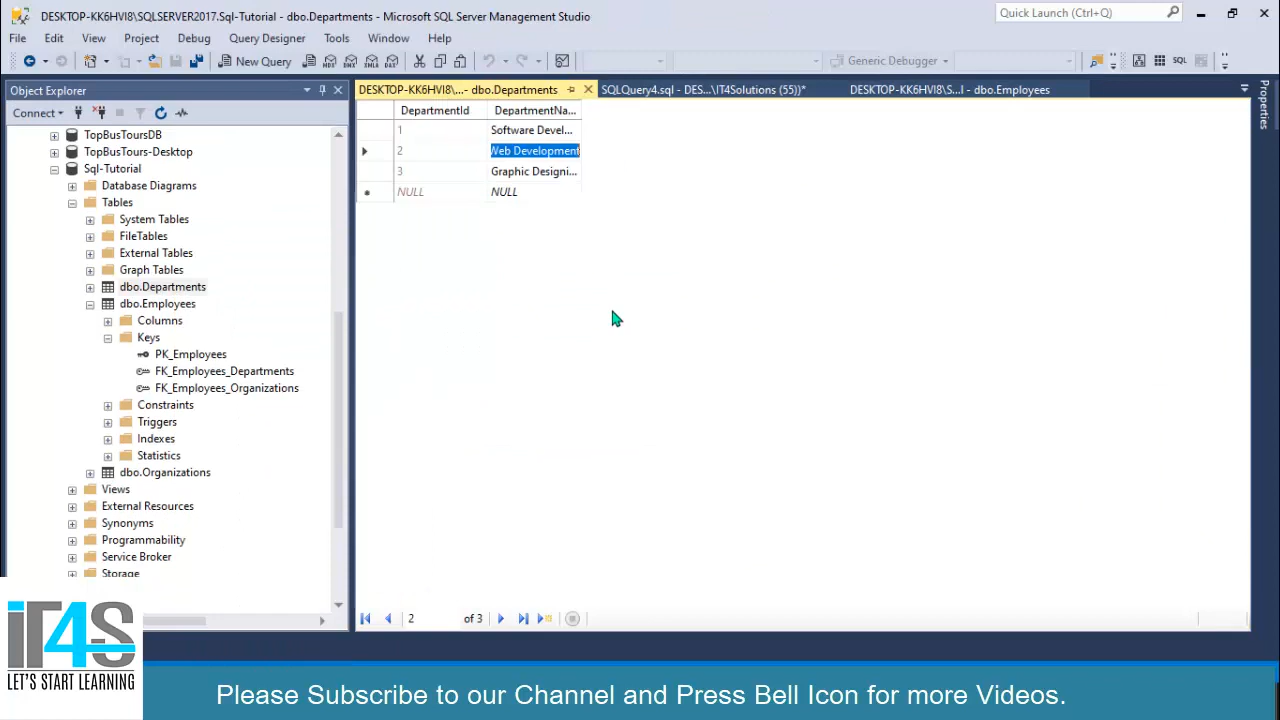 DESKTOP-KK6HVI8\SQLSERVER2017.Sql-Tutorial - dbo.Departments - Microsoft SQL Server Management Studio
Quick Launch (Ctrl+Q)
File Edit View Project Debug Query Designer Tools Window Help
New Query
Generic Debugger
Object Explorer
DESKTOP-KK6HVI8\...- dbo.Departments
SQLQuery4.sql - DES...\IT4Solutions (55))*
DESKTOP-KK6HVI8\S...l - dbo.Employees
Properties
Connect
TopBusToursDB
TopBusTours-Desktop
Sql-Tutorial
Database Diagrams
Tables
System Tables
FileTables
External Tables
Graph Tables
dbo.Departments
dbo.Employees
Columns
Keys
PK_Employees
FK_Employees_Departments
FK_Employees_Organizations
Constraints
Triggers
Indexes
Statistics
dbo.Organizations
Views
External Resources
Synonyms
Programmability
Service Broker
Storage
DepartmentId DepartmentNa...
1 Software Devel...
2 Web Development
3 Graphic Designi...
NULL NULL
2 of 3
iT4S
LET'S START LEARNING
Please Subscribe to our Channel and Press Bell Icon for more Videos.